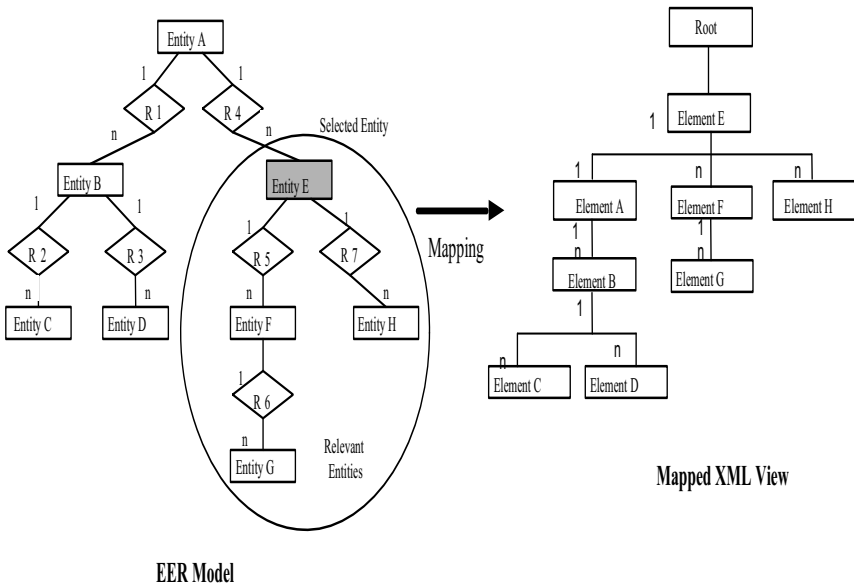 Entity A
1
1
R 1
R 4
n
n
Selected Entity
Entity B
Entity E
1
1
1
1
R 2
R 3
R 5
R 7
n
n
n
n
Entity C
Entity D
Entity F
Entity H
1
R 6
n
Entity G
Relevant
Entities
EER Model
Mapping
Root
1
Element E
1
n
n
Element A
Element F
Element H
1
1
n
n
Element B
Element G
1
n
n
Element C
Element D
Mapped XML View